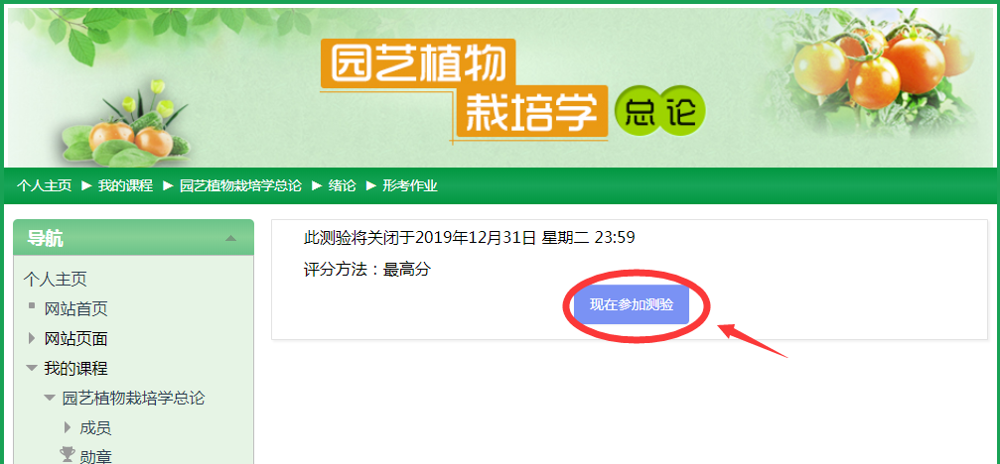 园艺植物
栽培学 总论
个人主页 ▶ 我的课程 ▶ 园艺植物栽培学总论 ▶ 绪论 ▶ 形考作业
导航
此测验将关闭于2019年12月31日 星期二 23:59
评分方法：最高分
现在参加测验
个人主页
网站首页
网站页面
我的课程
园艺植物栽培学总论
成员
勋章